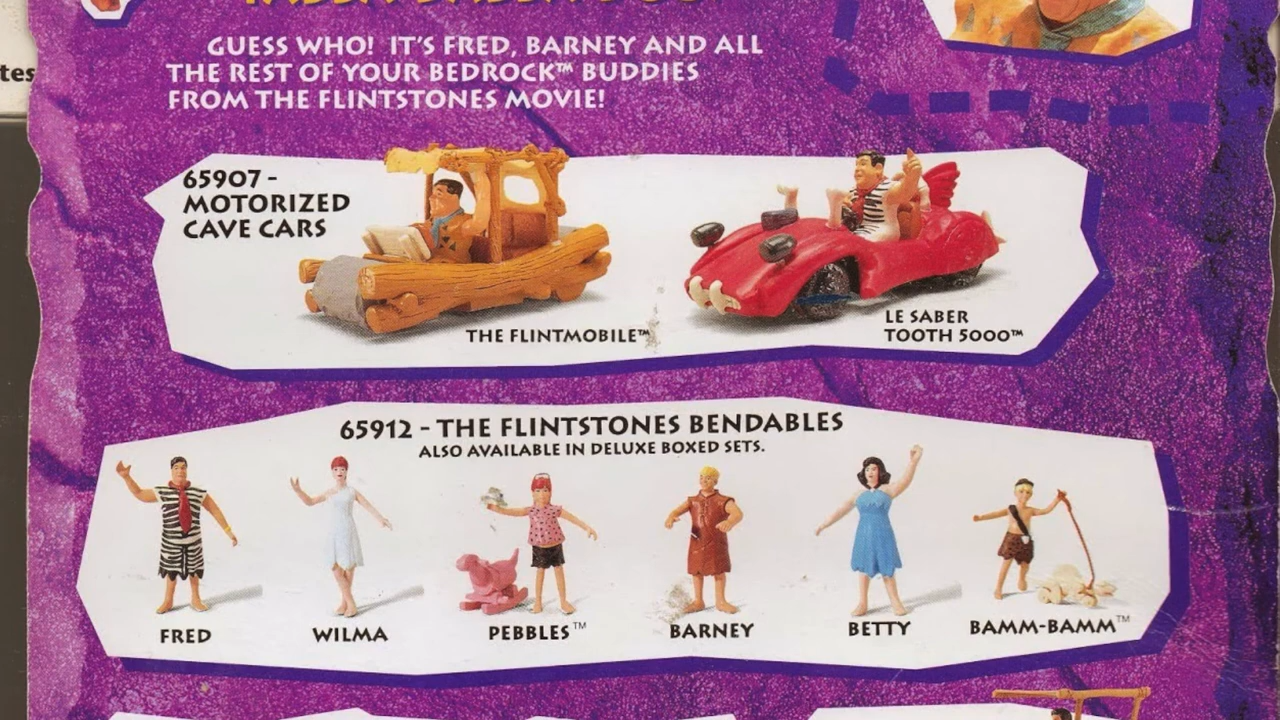 tes
GUESS WHO! IT'S FRED, BARNEY AND ALL
THE REST OF YOUR BEDROCK™ BUDDIES
FROM THE FLINTSTONES MOVIE!
65907 -
MOTORIZED
CAVE CARS
THE FLINTMOBILE™
LE SABER
TOOTH 5000™
65912 - THE FLINTSTONES BENDABLES
ALSO AVAILABLE IN DELUXE BOXED SETS.
FRED
WILMA
PEBBLES™
BARNEY
BETTY
BAMM-BAMM™